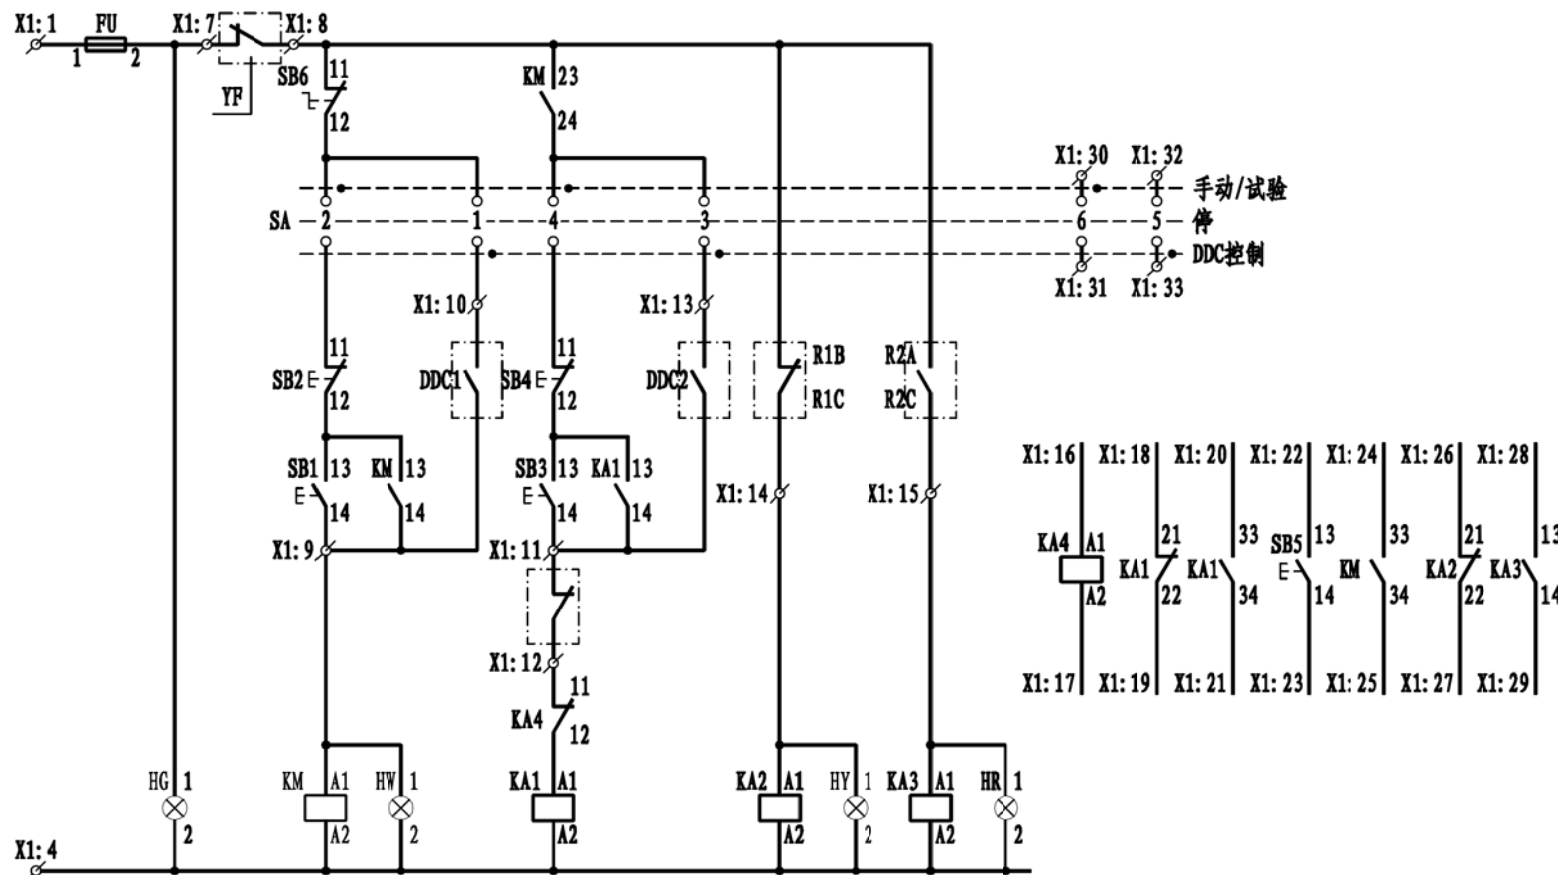 X1: 1 FU X1: 7 X1: 8
1 2
YF
SB6 11
12
KM 23
24
X1: 30 X1: 32
手动/试验
SA 2 1 4 3 6 5 停
DDC控制
X1: 31 X1: 33
X1: 10 X1: 13
SB2 11
12
DDC1
SB4 11
12
DDC2
R1B
R1C
R2A
R2C
SB1 13
14
KM 13
14
SB3 13
14
KA1 13
14
X1: 14 X1: 15
X1: 9 X1: 11
X1: 12
KA4 11
12
X1: 16 X1: 18 X1: 20 X1: 22 X1: 24 X1: 26 X1: 28
KA4 A1
A2
KA1 21
22
KA1 33
34
SB5 13
14
KM 33
34
KA2 21
22
KA3 13
14
X1: 17 X1: 19 X1: 21 X1: 23 X1: 25 X1: 27 X1: 29
HG 1
2
KM A1
A2
HW 1
2
KA1 A1
A2
KA2 A1
A2
HY 1
2
KA3 A1
A2
HR 1
2
X1: 4